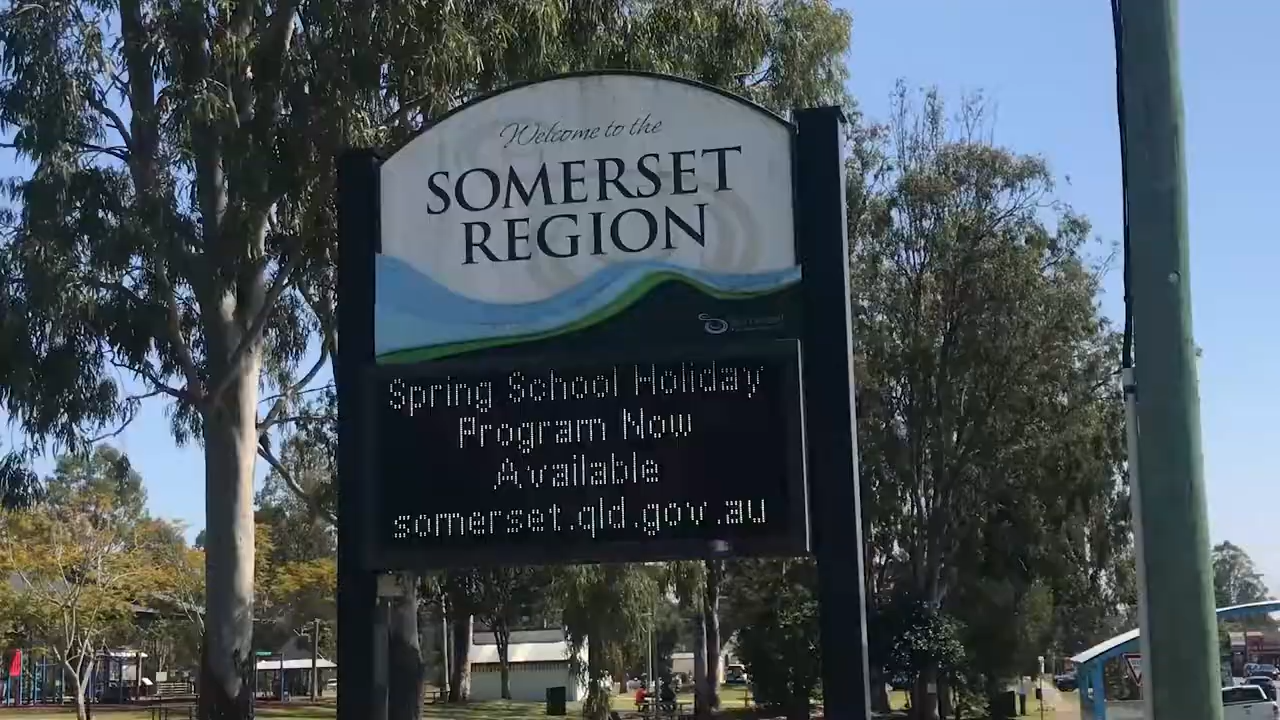 Welcome to the
SOMERSET
REGION
Spring School Holiday
Program Now
Available
somerset.qld.gov.au